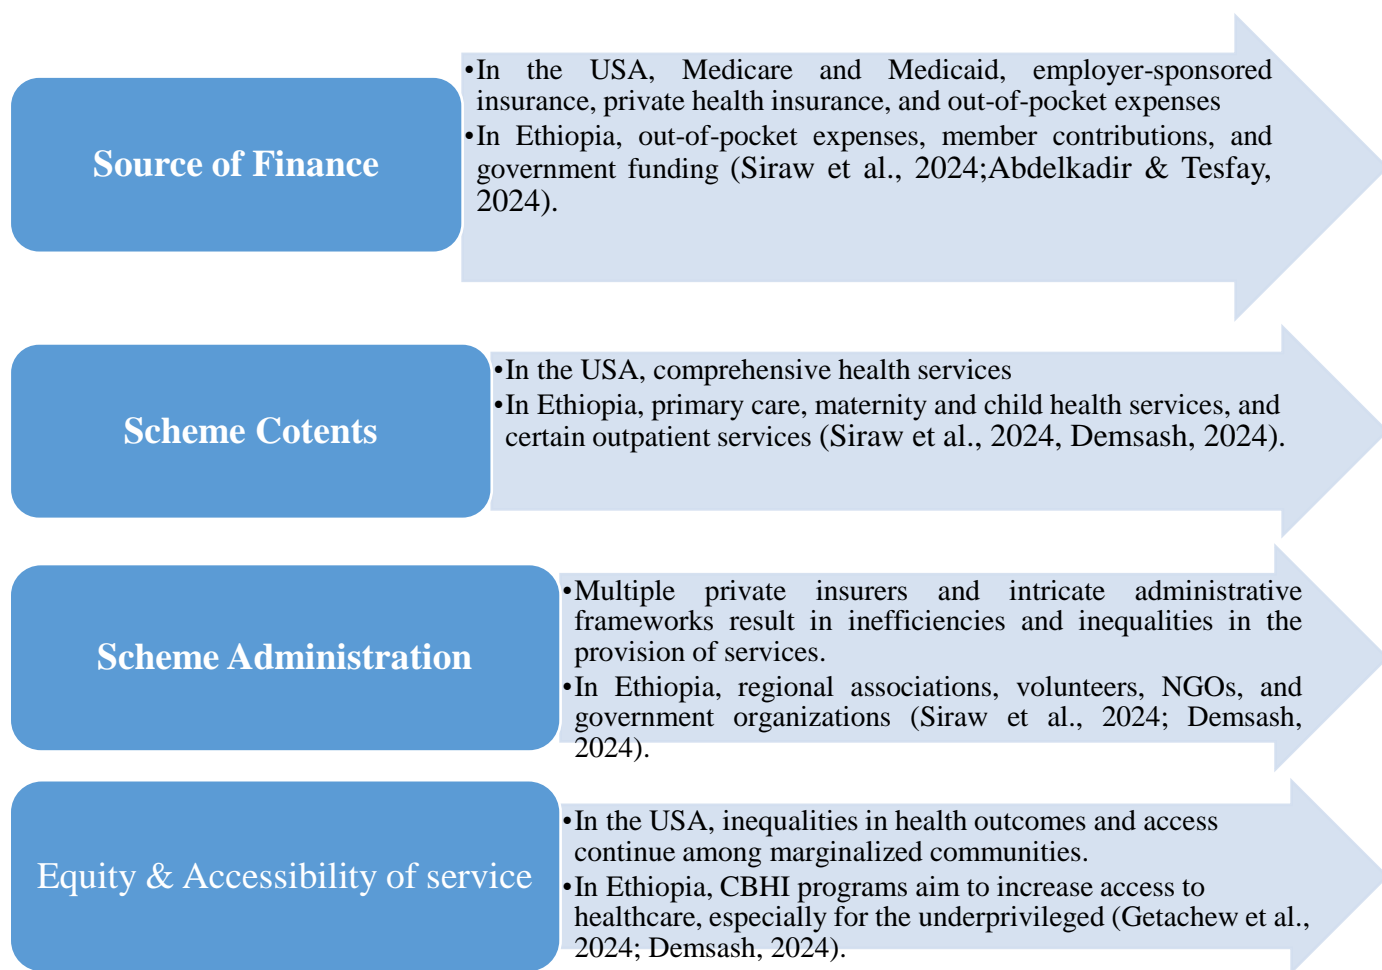 Source of Finance
•In the USA, Medicare and Medicaid, employer-sponsored
insurance, private health insurance, and out-of-pocket expenses
•In Ethiopia, out-of-pocket expenses, member contributions, and
government funding (Siraw et al., 2024;Abdelkadir & Tesfay,
2024).
Scheme Cotents
•In the USA, comprehensive health services
•In Ethiopia, primary care, maternity and child health services, and
certain outpatient services (Siraw et al., 2024, Demsash, 2024).
Scheme Administration
•Multiple private insurers and intricate administrative
frameworks result in inefficiencies and inequalities in the
provision of services.
•In Ethiopia, regional associations, volunteers, NGOs, and
government organizations (Siraw et al., 2024; Demsash,
2024).
Equity & Accessibility of service
•In the USA, inequalities in health outcomes and access
continue among marginalized communities.
•In Ethiopia, CBHI programs aim to increase access to
healthcare, especially for the underprivileged (Getachew et al.,
2024; Demsash, 2024).